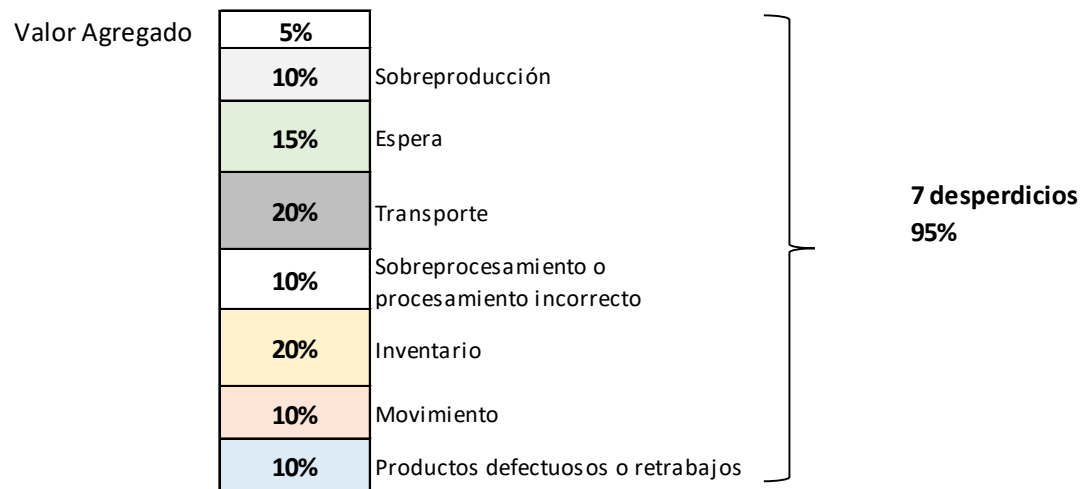 Valor Agregado 5%
10% Sobreproducción
15% Espera
20% Transporte
10% Sobreprocesamiento o
procesamiento incorrecto
20% Inventario
10% Movimiento
10% Productos defectuosos o retrabajos
7 desperdicios
95%